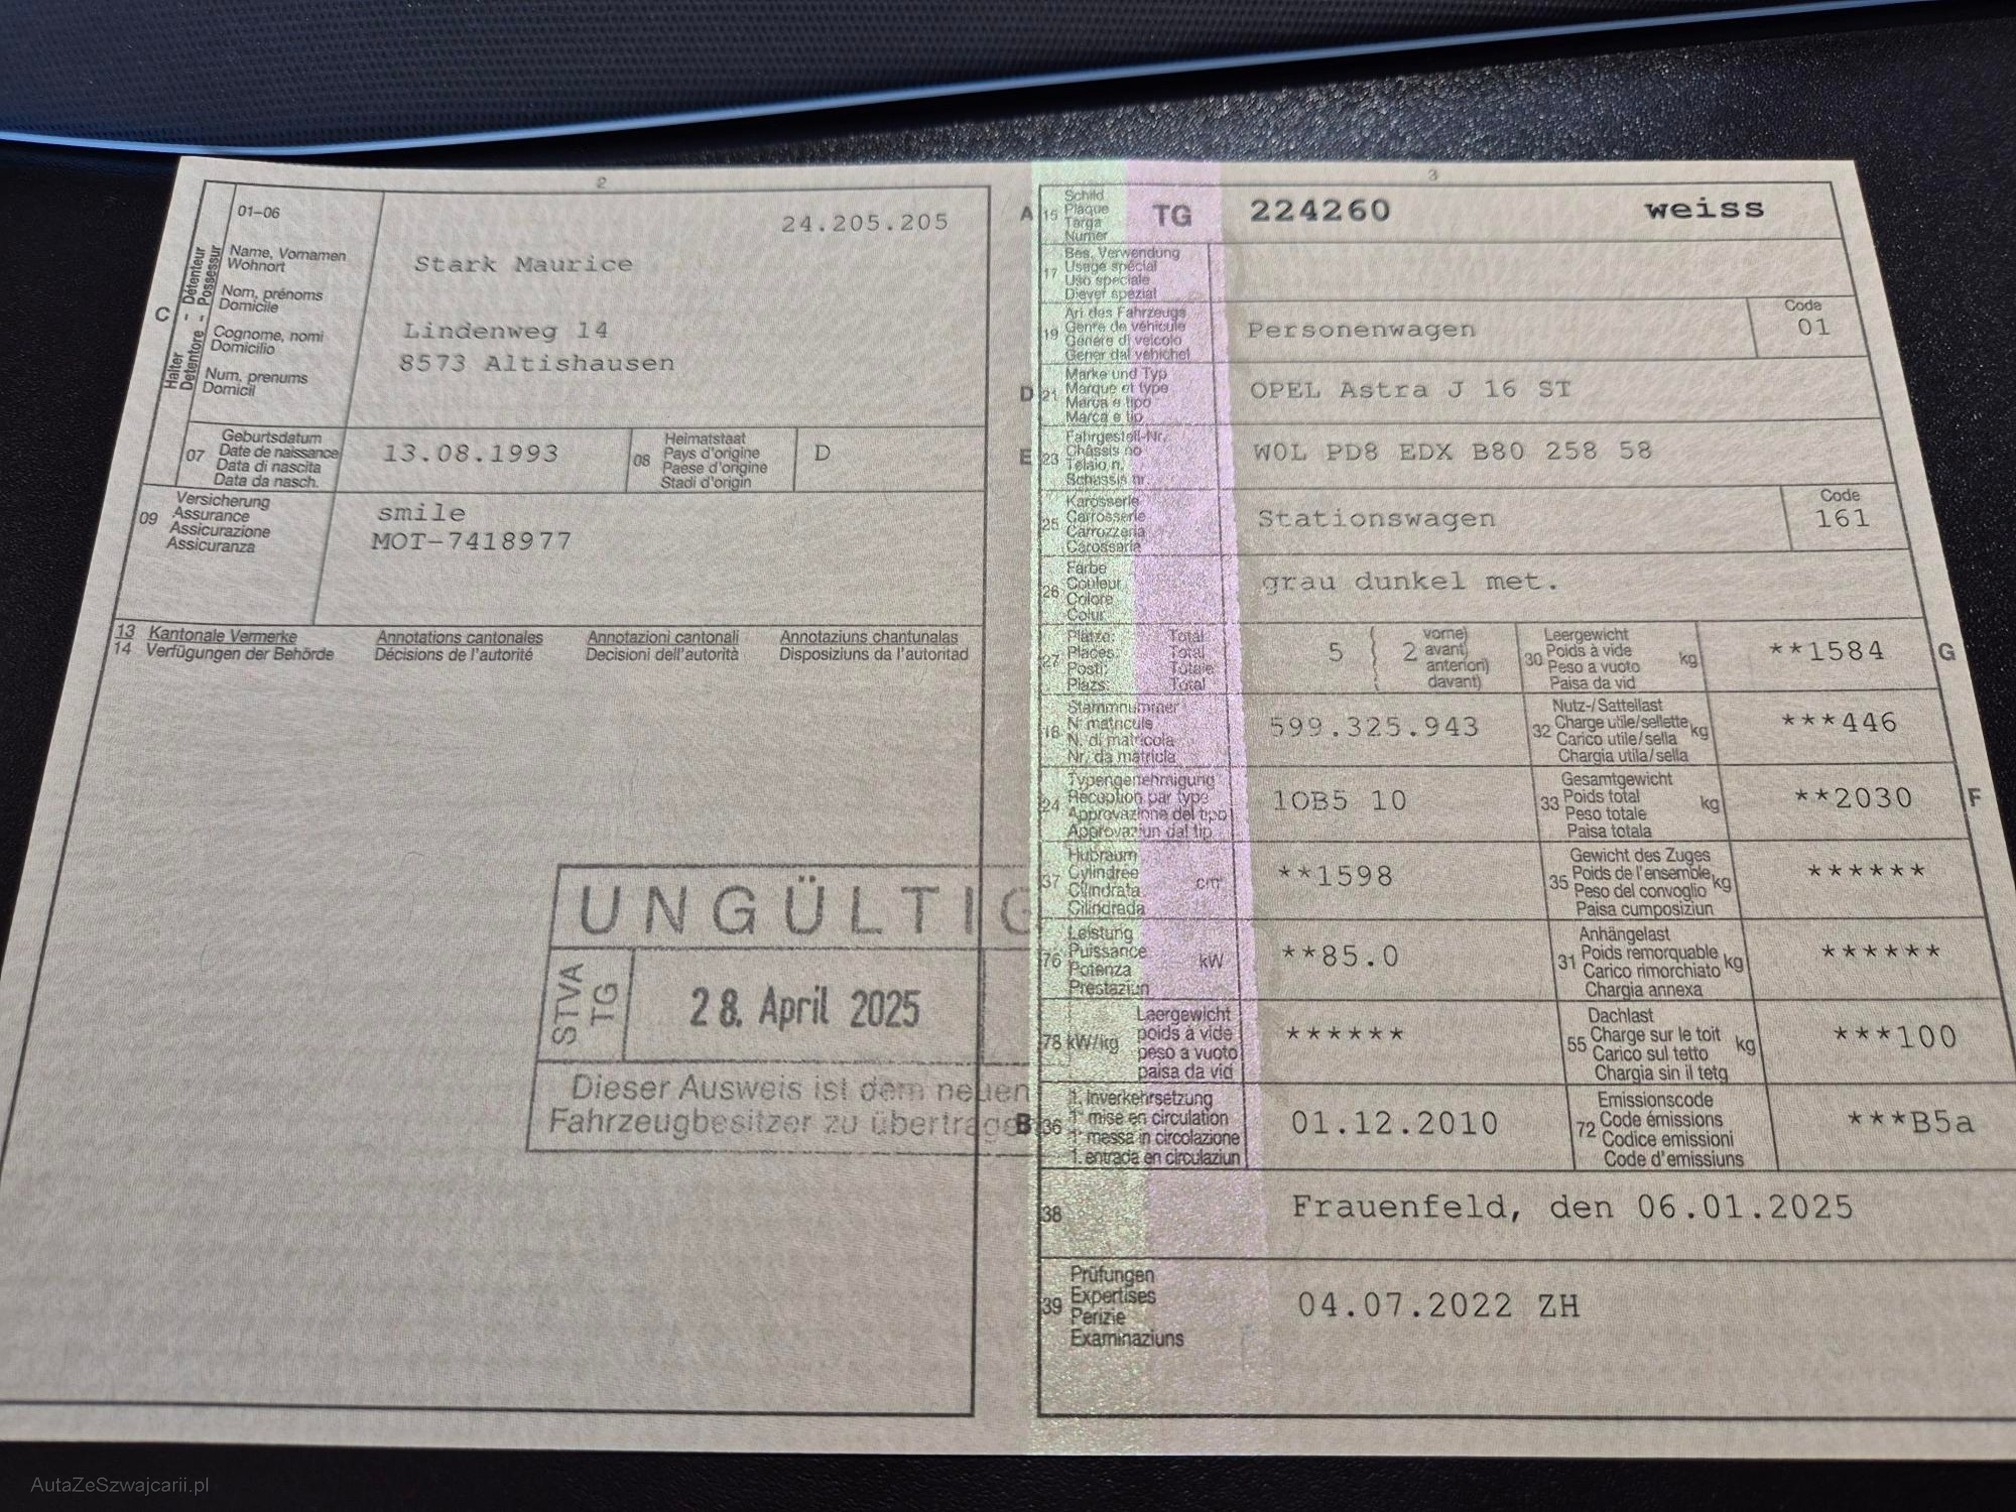 2
01–06
24.205.205
C
Halter - Détenteur
Detentore - Possessur
Name, Vornamen
Wohnort
Nom, prénoms
Domicile
Cognome, nomi
Domicilio
Num, prenums
Domicil
Stark Maurice
Lindenweg 14
8573 Altishausen
07
Geburtsdatum
Date de naissance
Data di nascita
Data da nasch.
13.08.1993
08
Heimatstaat
Pays d'origine
Paese d'origine
Stadi d'origin
D
09
Versicherung
Assurance
Assicurazione
Assicuranza
smile
MOT-7418977
13
14
Kantonale Vermerke
Verfügungen der Behörde
Annotations cantonales
Décisions de l'autorité
Annotazioni cantonali
Decisioni dell'autorità
Annotaziuns chantunalas
Disposiziuns da l'autoritad
UNGÜLTIG
STVA
TG
28. April 2025
Dieser Ausweis ist dem neuen
Fahrzeugbesitzer zu übertrage
3
A
15
Schild
Plaque
Targa
Numer
TG
224260
weiss
17
Bes. Verwendung
Usage spécial
Uso speciale
Diever spezial
19
Art des Fahrzeugs
Genre de véhicule
Genere di veicolo
Gener dal vehichel
Personenwagen
Code
01
D
21
Marke und Typ
Marque et type
Marca e tipo
Marca e tip
OPEL Astra J 16 ST
E
23
Fahrgestell-Nr.
Châssis no
Telaio n.
Schassis nr.
W0L PD8 EDX B80 258 58
25
Karosserie
Carrosserie
Carrozzeria
Carossaria
Stationswagen
Code
161
26
Farbe
Couleur
Colore
Colur
grau dunkel met.
27
Plätze: Total
Places: Total
Posti: Totale
Plazs: Total
5
2
vorne)
avant)
anteriori)
davant)
30
Leergewicht
Poids à vide
Peso a vuoto
Paisa da vid
kg
**1584
G
18
Stammnummer
N° matricule
N. di matricola
Nr. da matricla
599.325.943
32
Nutz-/Sattellast
Charge utile/sellette
Carico utile/sella
Chargia utila/sella
kg
***446
24
Typengenehmigung
Réception par type
Approvazione del tipo
Approvaziun dal tip
1OB5 10
33
Gesamtgewicht
Poids total
Peso totale
Paisa totala
kg
**2030
F
37
Hubraum
Cylindrée
Cilindrata
Cilindrada
cm³
**1598
35
Gewicht des Zuges
Poids de l'ensemble
Peso del convoglio
Paisa cumposiziun
kg
******
76
Leistung
Puissance
Potenza
Prestaziun
kW
**85.0
31
Anhängelast
Poids remorquable
Carico rimorchiato
Chargia annexa
kg
******
78 kW/kg
Leergewicht
poids à vide
peso a vuoto
paisa da vid
******
55
Dachlast
Charge sur le toit
Carico sul tetto
Chargia sin il tetg
kg
***100
B
36
1. Inverkehrsetzung
1re mise en circulation
1a messa in circolazione
1. entrada en circulaziun
01.12.2010
72
Emissionscode
Code émissions
Codice emissioni
Code d'emissiuns
***B5a
38
Frauenfeld, den 06.01.2025
39
Prüfungen
Expertises
Perizie
Examinaziuns
04.07.2022 ZH
AutaZeSzwajcarii.pl